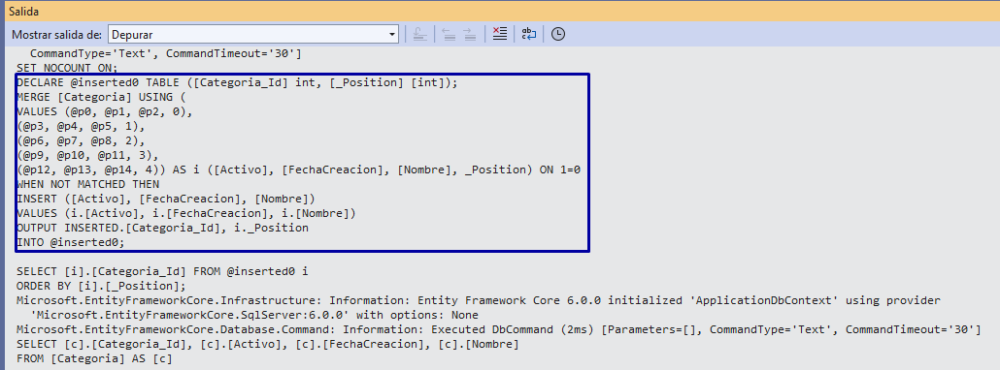 Salida
Mostrar salida de: Depurar
CommandType='Text', CommandTimeout='30']
SET NOCOUNT ON;
DECLARE @inserted0 TABLE ([Categoria_Id] int, [_Position] [int]);
MERGE [Categoria] USING (
VALUES (@p0, @p1, @p2, 0),
(@p3, @p4, @p5, 1),
(@p6, @p7, @p8, 2),
(@p9, @p10, @p11, 3),
(@p12, @p13, @p14, 4)) AS i ([Activo], [FechaCreacion], [Nombre], _Position) ON 1=0
WHEN NOT MATCHED THEN
INSERT ([Activo], [FechaCreacion], [Nombre])
VALUES (i.[Activo], i.[FechaCreacion], i.[Nombre])
OUTPUT INSERTED.[Categoria_Id], i._Position
INTO @inserted0;
SELECT [i].[Categoria_Id] FROM @inserted0 i
ORDER BY [i].[_Position];
Microsoft.EntityFrameworkCore.Infrastructure: Information: Entity Framework Core 6.0.0 initialized 'ApplicationDbContext' using provider
'Microsoft.EntityFrameworkCore.SqlServer:6.0.0' with options: None
Microsoft.EntityFrameworkCore.Database.Command: Information: Executed DbCommand (2ms) [Parameters=[], CommandType='Text', CommandTimeout='30']
SELECT [c].[Categoria_Id], [c].[Activo], [c].[FechaCreacion], [c].[Nombre]
FROM [Categoria] AS [c]